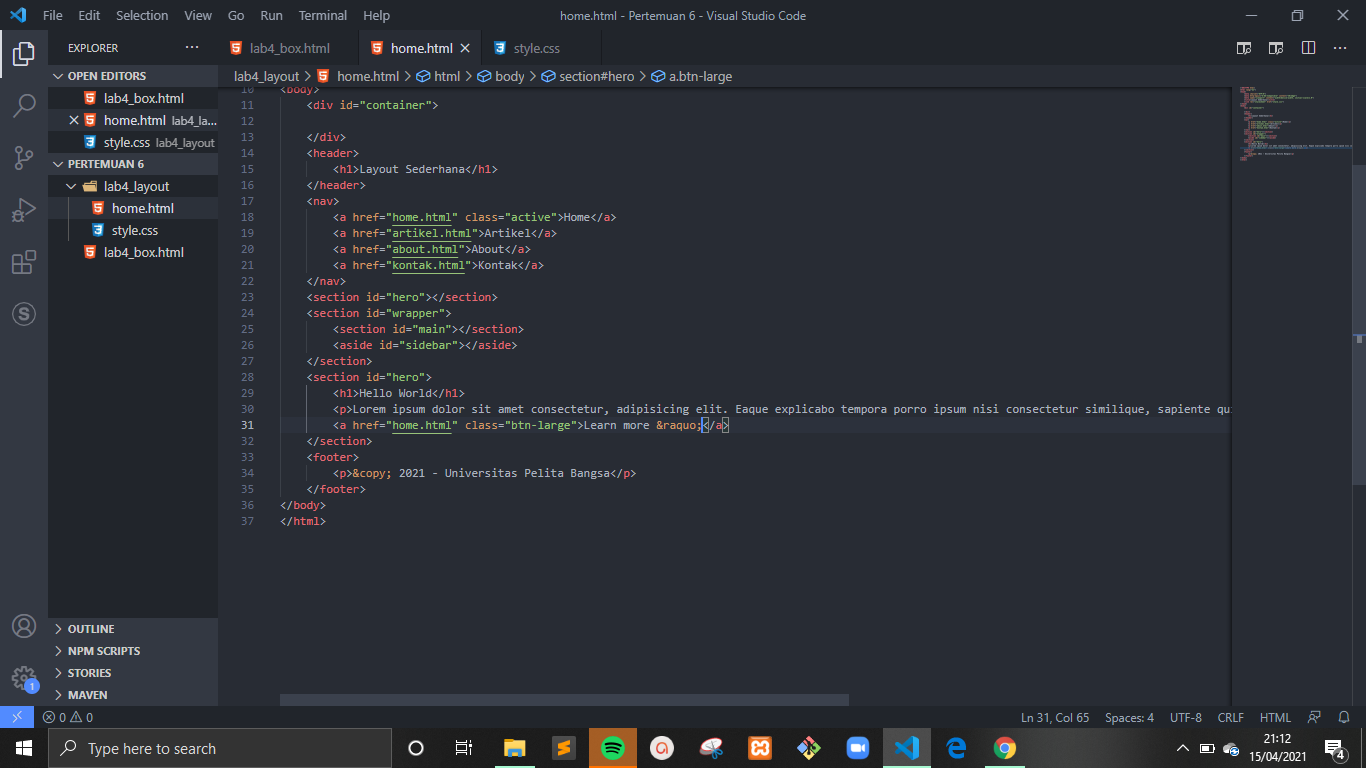 File Edit Selection View Go Run Terminal Help
home.html - Pertemuan 6 - Visual Studio Code
EXPLORER
lab4_box.html
home.html
style.css
OPEN EDITORS
lab4_layout > home.html > html > body > section#hero > a.btn-large
lab4_box.html
home.html lab4_la...
style.css lab4_layout
PERTEMUAN 6
lab4_layout
home.html
style.css
lab4_box.html
10 <body>
11 <div id="container">
12
13 </div>
14 <header>
15 <h1>Layout Sederhana</h1>
16 </header>
17 <nav>
18 <a href="home.html" class="active">Home</a>
19 <a href="artikel.html">Artikel</a>
20 <a href="about.html">About</a>
21 <a href="kontak.html">Kontak</a>
22 </nav>
23 <section id="hero"></section>
24 <section id="wrapper">
25 <section id="main"></section>
26 <aside id="sidebar"></aside>
27 </section>
28 <section id="hero">
29 <h1>Hello World</h1>
30 <p>Lorem ipsum dolor sit amet consectetur, adipisicing elit. Eaque explicabo tempora porro ipsum nisi consectetur similique, sapiente qui
31 <a href="home.html" class="btn-large">Learn more &raquo;</a>
32 </section>
33 <footer>
34 <p>&copy; 2021 - Universitas Pelita Bangsa</p>
35 </footer>
36 </body>
37 </html>
OUTLINE
NPM SCRIPTS
STORIES
MAVEN
1
0 0
Ln 31, Col 65 Spaces: 4 UTF-8 CRLF HTML
Type here to search
21:12
15/04/2021
4